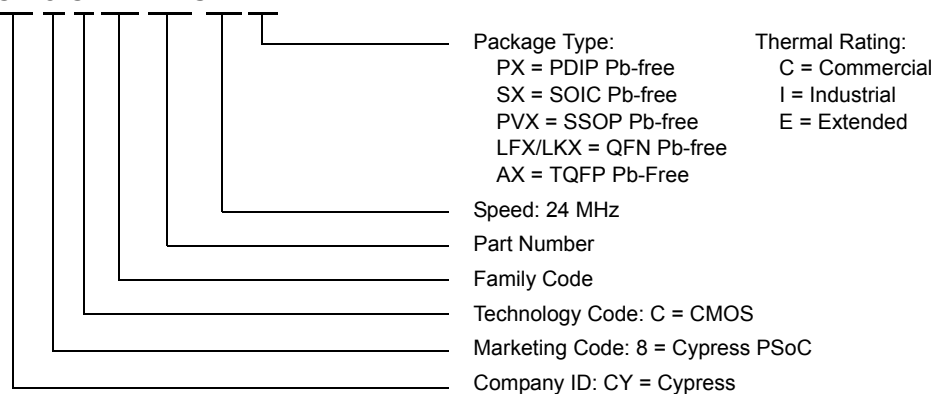 Package Type: Thermal Rating:
PX = PDIP Pb-free C = Commercial
SX = SOIC Pb-free I = Industrial
PVX = SSOP Pb-free E = Extended
LFX/LKX = QFN Pb-free
AX = TQFP Pb-Free
Speed: 24 MHz
Part Number
Family Code
Technology Code: C = CMOS
Marketing Code: 8 = Cypress PSoC
Company ID: CY = Cypress